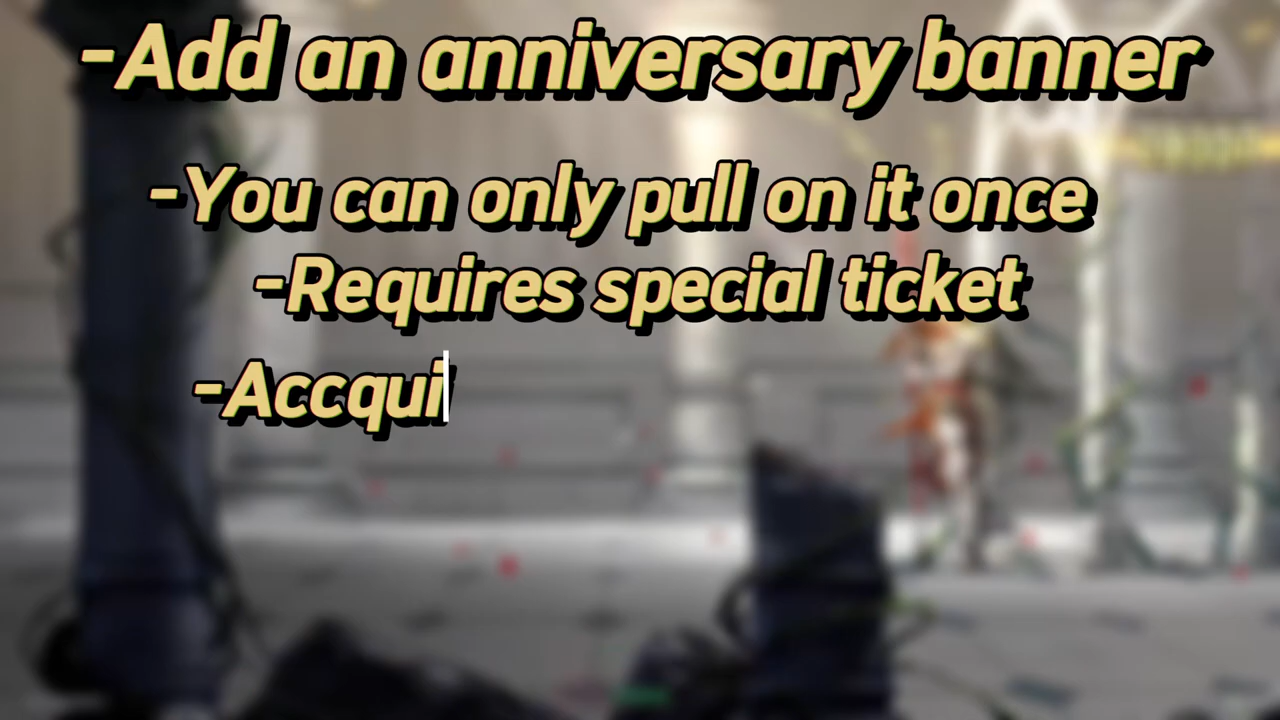 -Add an anniversary banner
-You can only pull on it once
-Requires special ticket
-Accqui